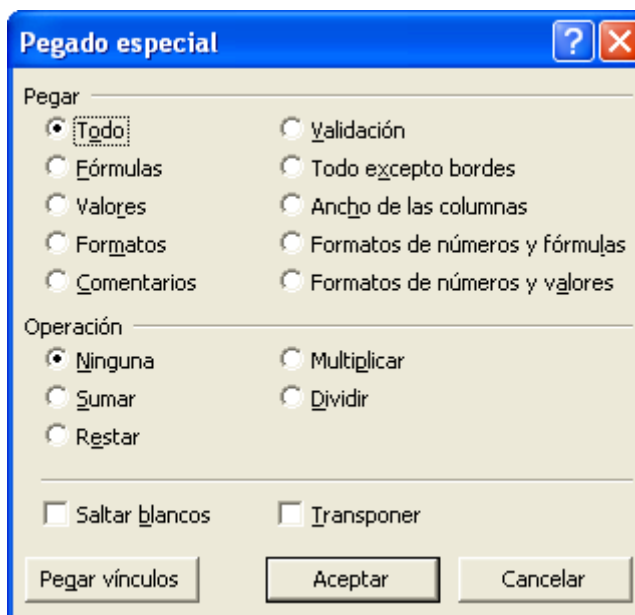 Pegado especial
Pegar
Todo Validación
Fórmulas Todo excepto bordes
Valores Ancho de las columnas
Formatos Formatos de números y fórmulas
Comentarios Formatos de números y valores
Operación
Ninguna Multiplicar
Sumar Dividir
Restar
Saltar blancos Transponer
Pegar vínculos Aceptar Cancelar